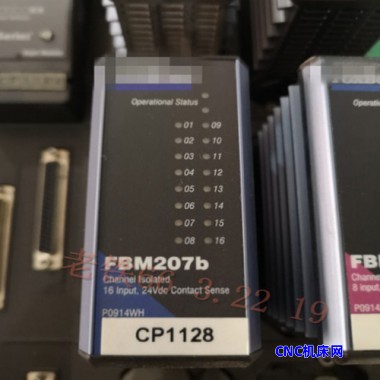 Operational Status
01 09
02 10
03 11
04 12
05 13
06 14
07 15
08 16
FBM207b
Channel Isolated
16 Input, 24Vdc Contact Sense
P0914WH
CP1128
FB
Channe
8 input,
P0914
3.22 19
CNC机床网